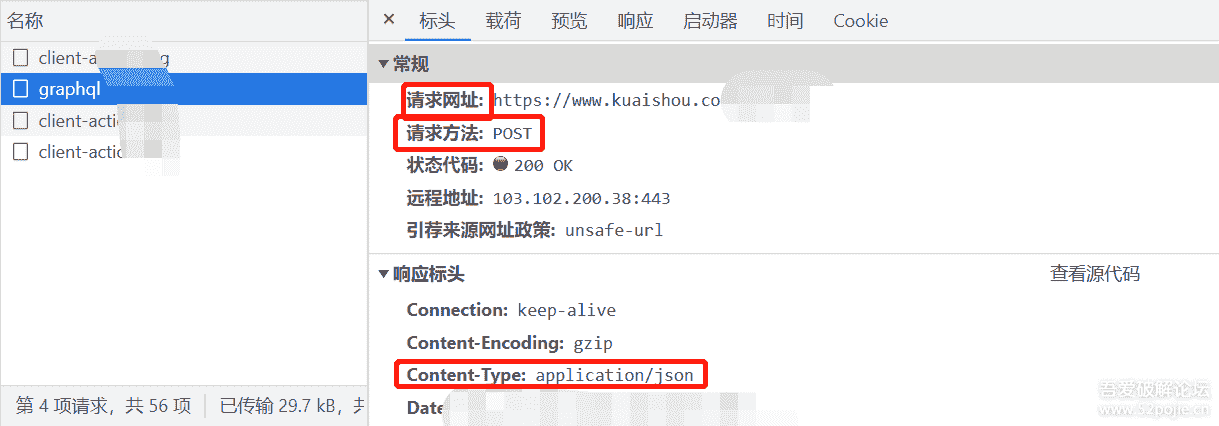 名称
client-a g
graphql
client-actio
client-actio
第 4 项请求，共 56 项
已传输 29.7 kB，共
× 标头 载荷 预览 响应 启动器 时间 Cookie
▼常规
请求网址: https://www.kuaishou.co
请求方法: POST
状态代码: 200 OK
远程地址: 103.102.200.38:443
引荐来源网址政策: unsafe-url
▼响应标头 查看源代码
Connection: keep-alive
Content-Encoding: gzip
Content-Type: application/json
Date
吾爱破解论坛
www.52pojie.cn